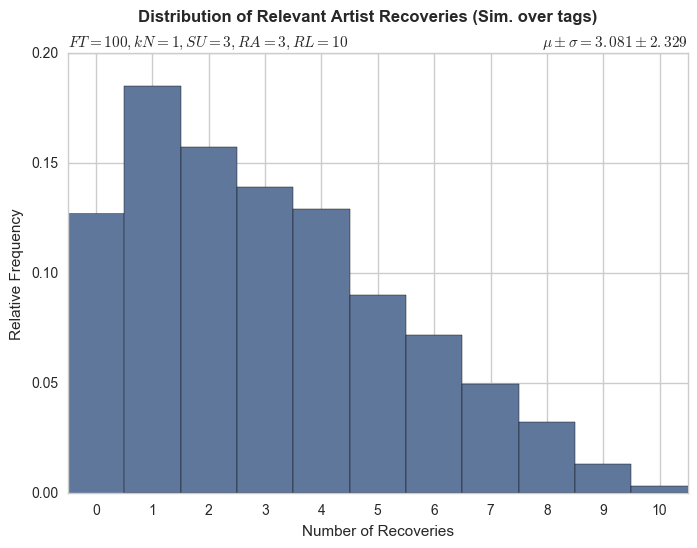 Distribution of Relevant Artist Recoveries (Sim. over tags)
FT = 100, kN = 1, SU = 3, RA = 3, RL = 10 μ ± σ = 3.081 ± 2.329
0.20
0.15
0.10
0.05
0.00
Relative Frequency
0 1 2 3 4 5 6 7 8 9 10
Number of Recoveries